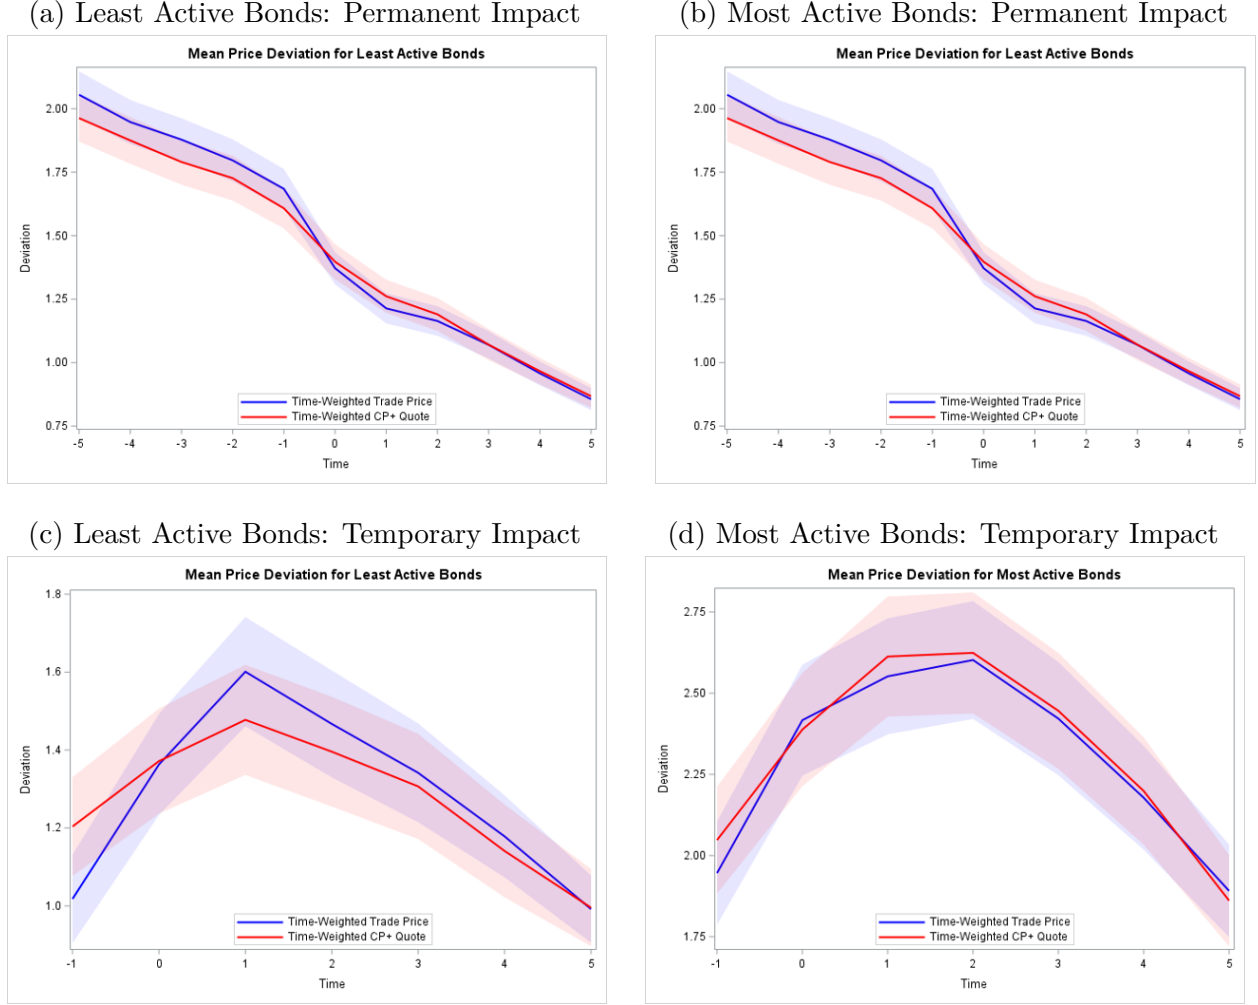 (a) Least Active Bonds: Permanent Impact
Mean Price Deviation for Least Active Bonds
2.00
1.75
1.50
1.25
1.00
0.75
Deviation
Time-Weighted Trade Price
Time-Weighted CP+ Quote
-5 -4 -3 -2 -1 0 1 2 3 4 5
Time
(b) Most Active Bonds: Permanent Impact
Mean Price Deviation for Least Active Bonds
2.00
1.75
1.50
1.25
1.00
0.75
Deviation
Time-Weighted Trade Price
Time-Weighted CP+ Quote
-5 -4 -3 -2 -1 0 1 2 3 4 5
Time
(c) Least Active Bonds: Temporary Impact
Mean Price Deviation for Least Active Bonds
1.8
1.6
1.4
1.2
1.0
Deviation
Time-Weighted Trade Price
Time-Weighted CP+ Quote
-1 0 1 2 3 4 5
Time
(d) Most Active Bonds: Temporary Impact
Mean Price Deviation for Most Active Bonds
2.75
2.50
2.25
2.00
1.75
Deviation
Time-Weighted Trade Price
Time-Weighted CP+ Quote
-1 0 1 2 3 4 5
Time